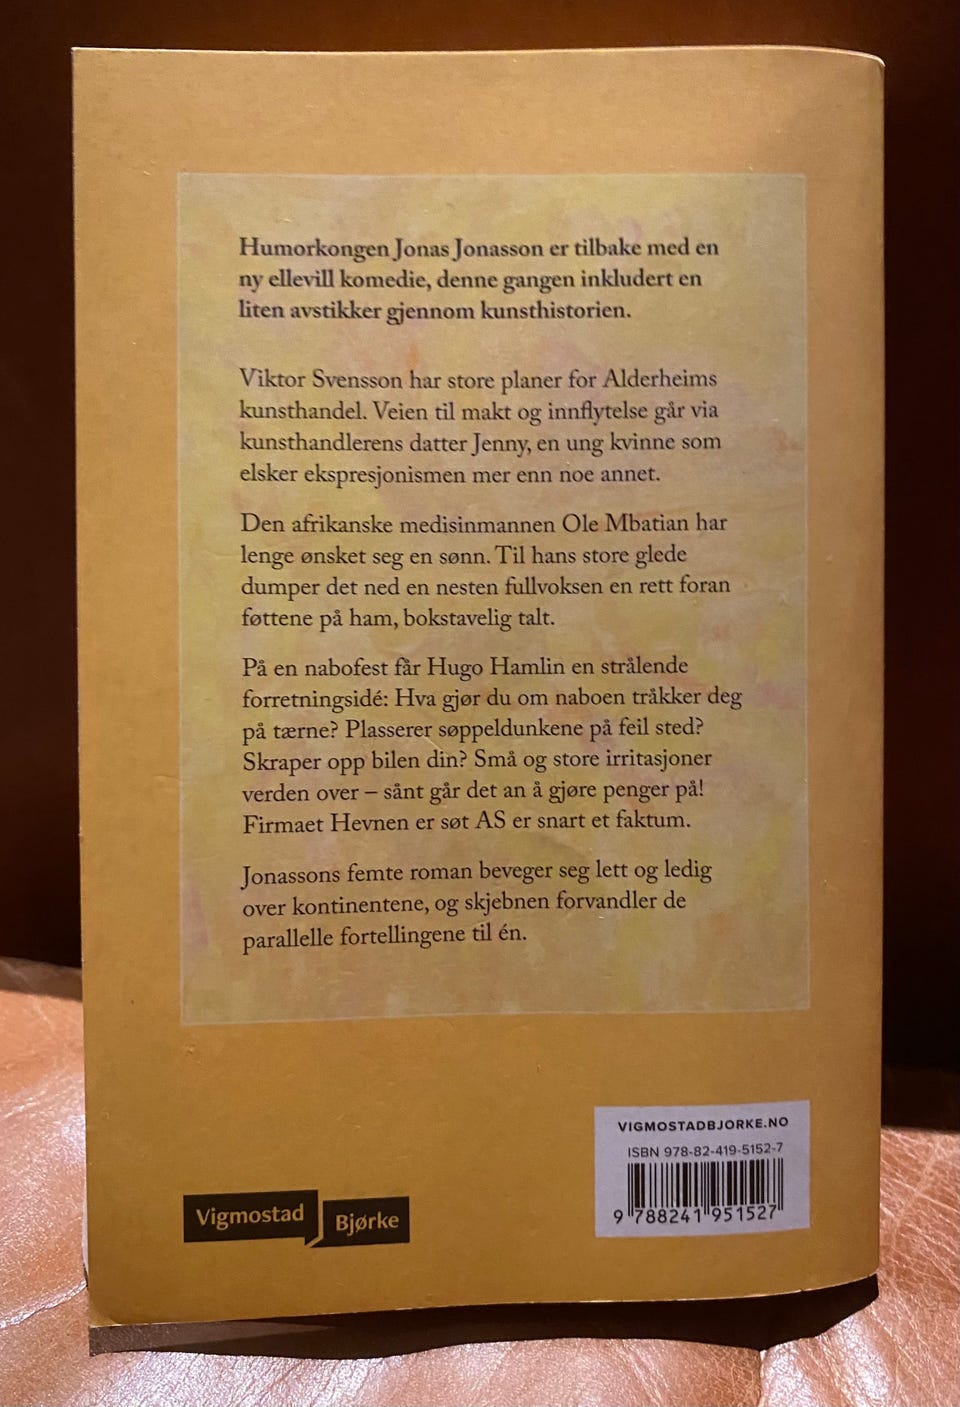 Humorkongen Jonas Jonasson er tilbake med en
ny ellevill komedie, denne gangen inkludert en
liten avstikker gjennom kunsthistorien.
Viktor Svensson har store planer for Alderheims
kunsthandel. Veien til makt og innflytelse går via
kunsthandlerens datter Jenny, en ung kvinne som
elsker ekspresjonismen mer enn noe annet.
Den afrikanske medisinmannen Ole Mbatian har
lenge ønsket seg en sønn. Til hans store glede
dumper det ned en nesten fullvoksen en rett foran
føttene på ham, bokstavelig talt.
På en nabofest får Hugo Hamlin en strålende
forretningsidé: Hva gjør du om naboen tråkker deg
på tærne? Plasserer søppeldunkene på feil sted?
Skraper opp bilen din? Små og store irritasjoner
verden over – sånt går det an å gjøre penger på!
Firmaet Hevnen er søt AS er snart et faktum.
Jonassons femte roman beveger seg lett og ledig
over kontinentene, og skjebnen forvandler de
parallelle fortellingene til én.
VIGMOSTADBJORKE.NO
ISBN 978-82-419-5152-7
9 788241 951527
Vigmostad Bjørke